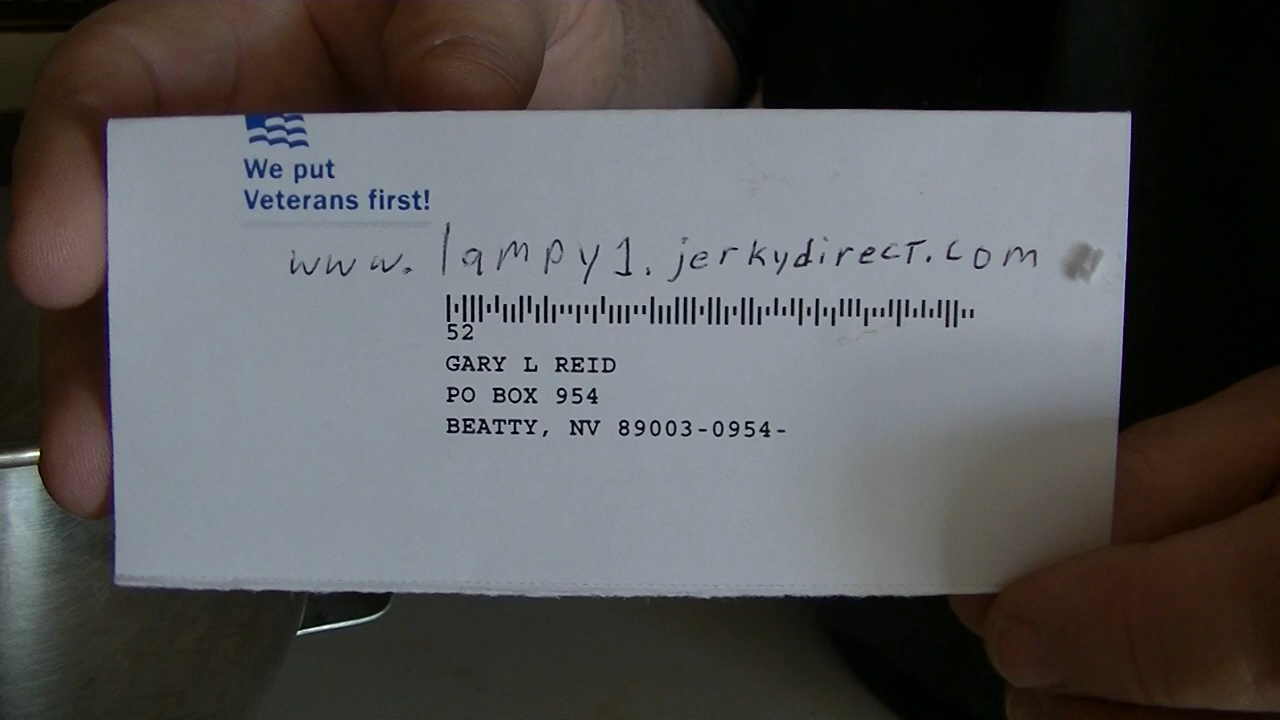 We put
Veterans first!
www.lampy1.jerkydirect.com
52
GARY L REID
PO BOX 954
BEATTY, NV 89003-0954-